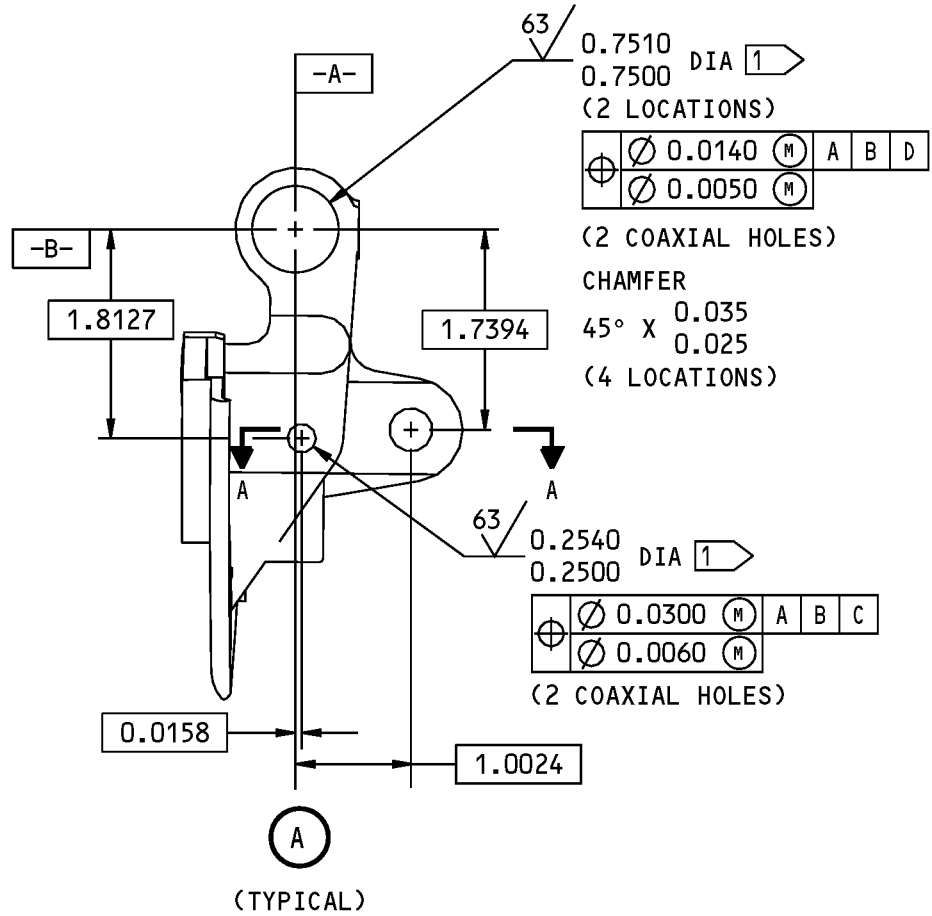 63
0.7510
0.7500 DIA 1
(2 LOCATIONS)
⌖ ∅ 0.0140 Ⓜ A B D
∅ 0.0050 Ⓜ
(2 COAXIAL HOLES)
CHAMFER
45° X 0.035
0.025
(4 LOCATIONS)
-A-
-B-
1.8127
1.7394
A
A
63
0.2540
0.2500 DIA 1
⌖ ∅ 0.0300 Ⓜ A B C
∅ 0.0060 Ⓜ
(2 COAXIAL HOLES)
0.0158
1.0024
A
(TYPICAL)